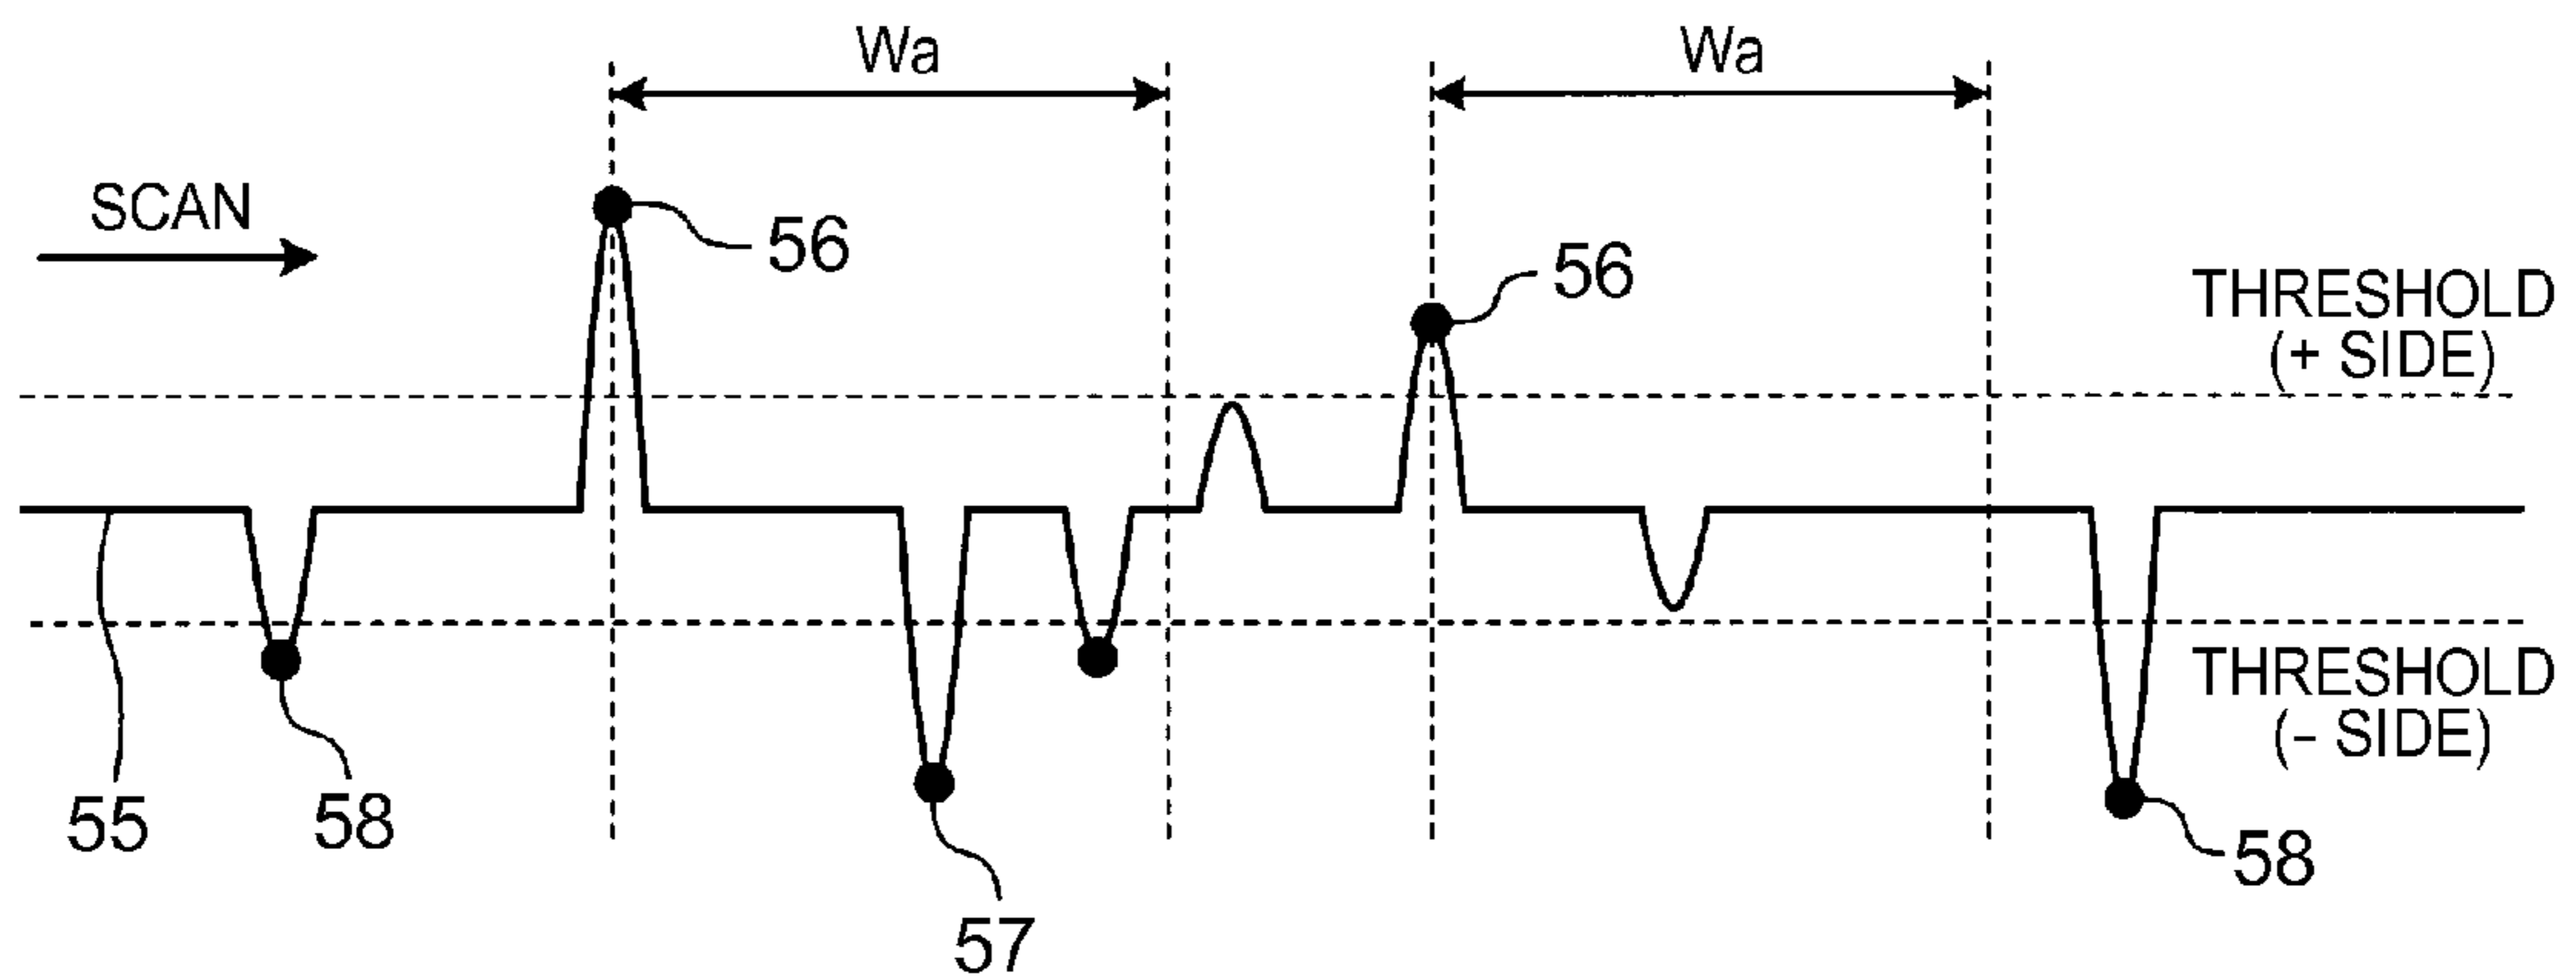 Wa
Wa
SCAN
56
56
THRESHOLD
(+ SIDE)
THRESHOLD
(– SIDE)
55
58
58
57